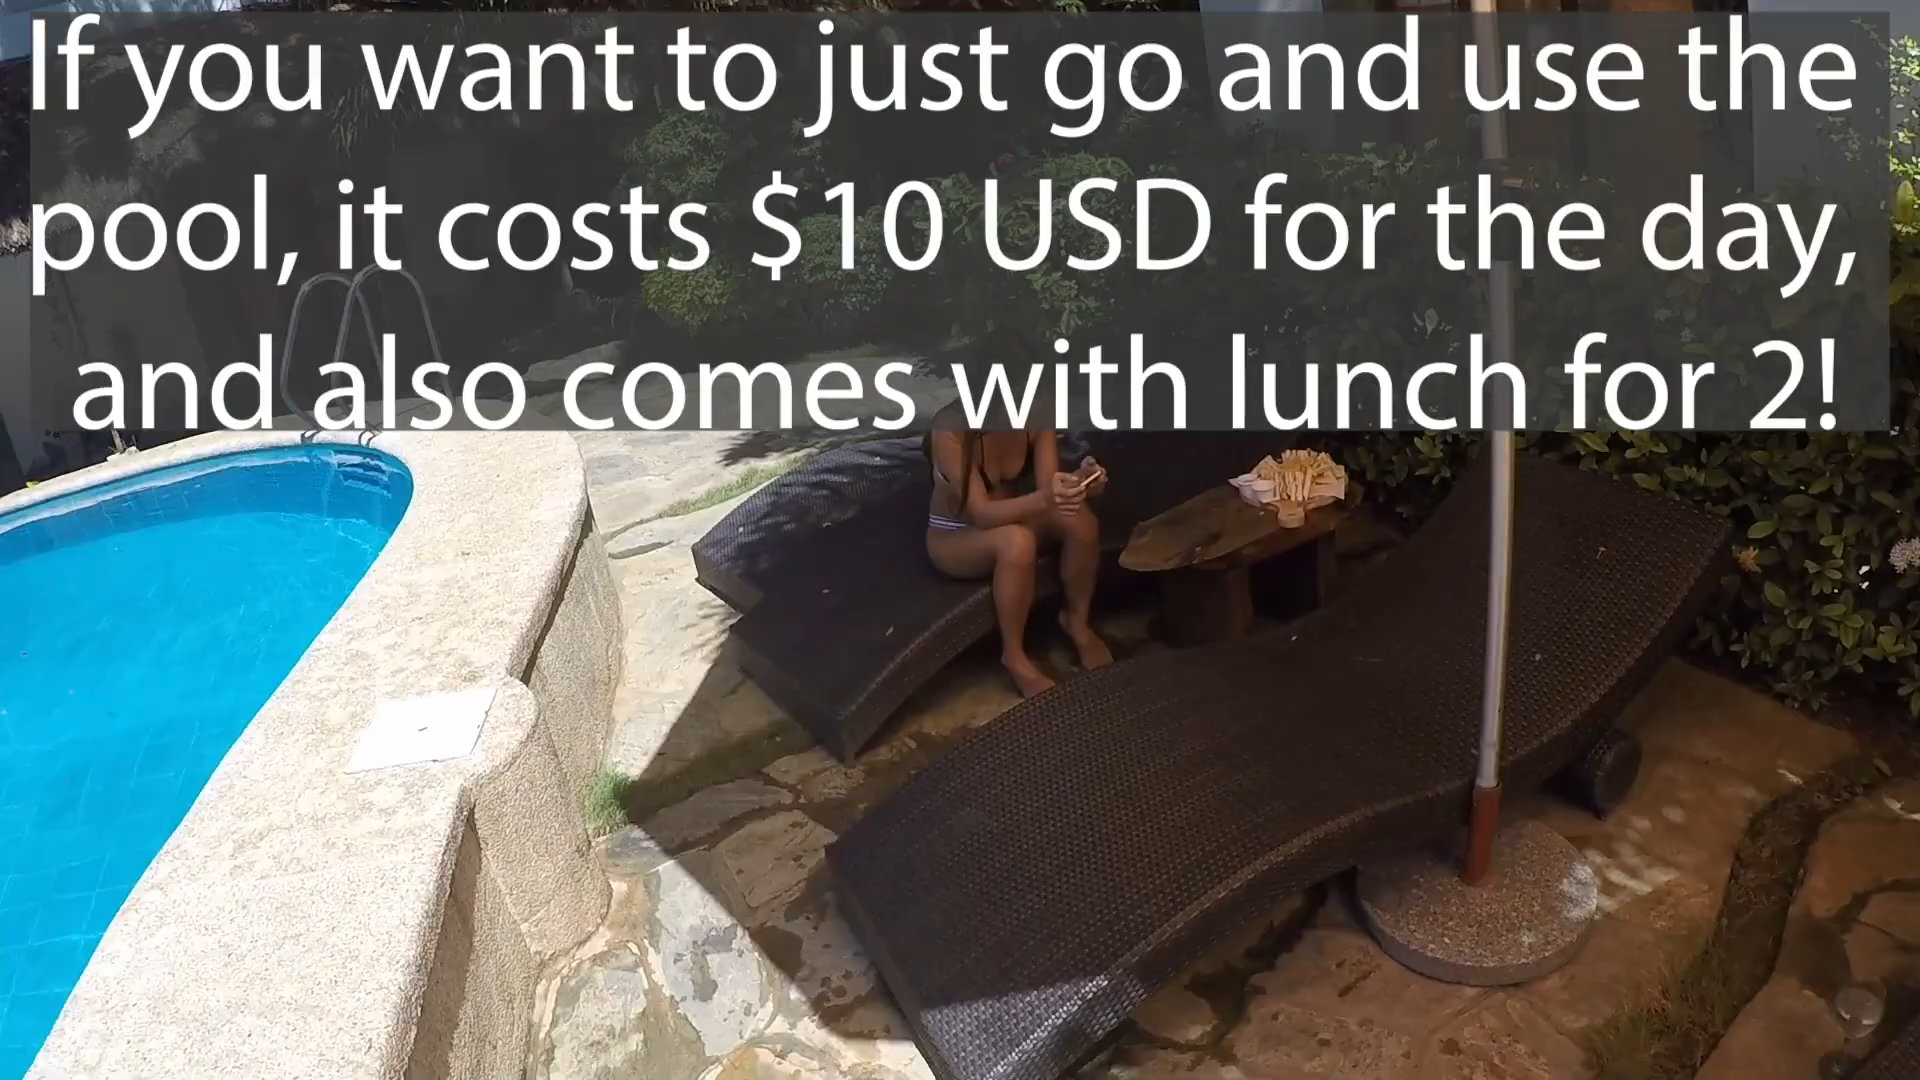 If you want to just go and use the
pool, it costs $10 USD for the day,
and also comes with lunch for 2!